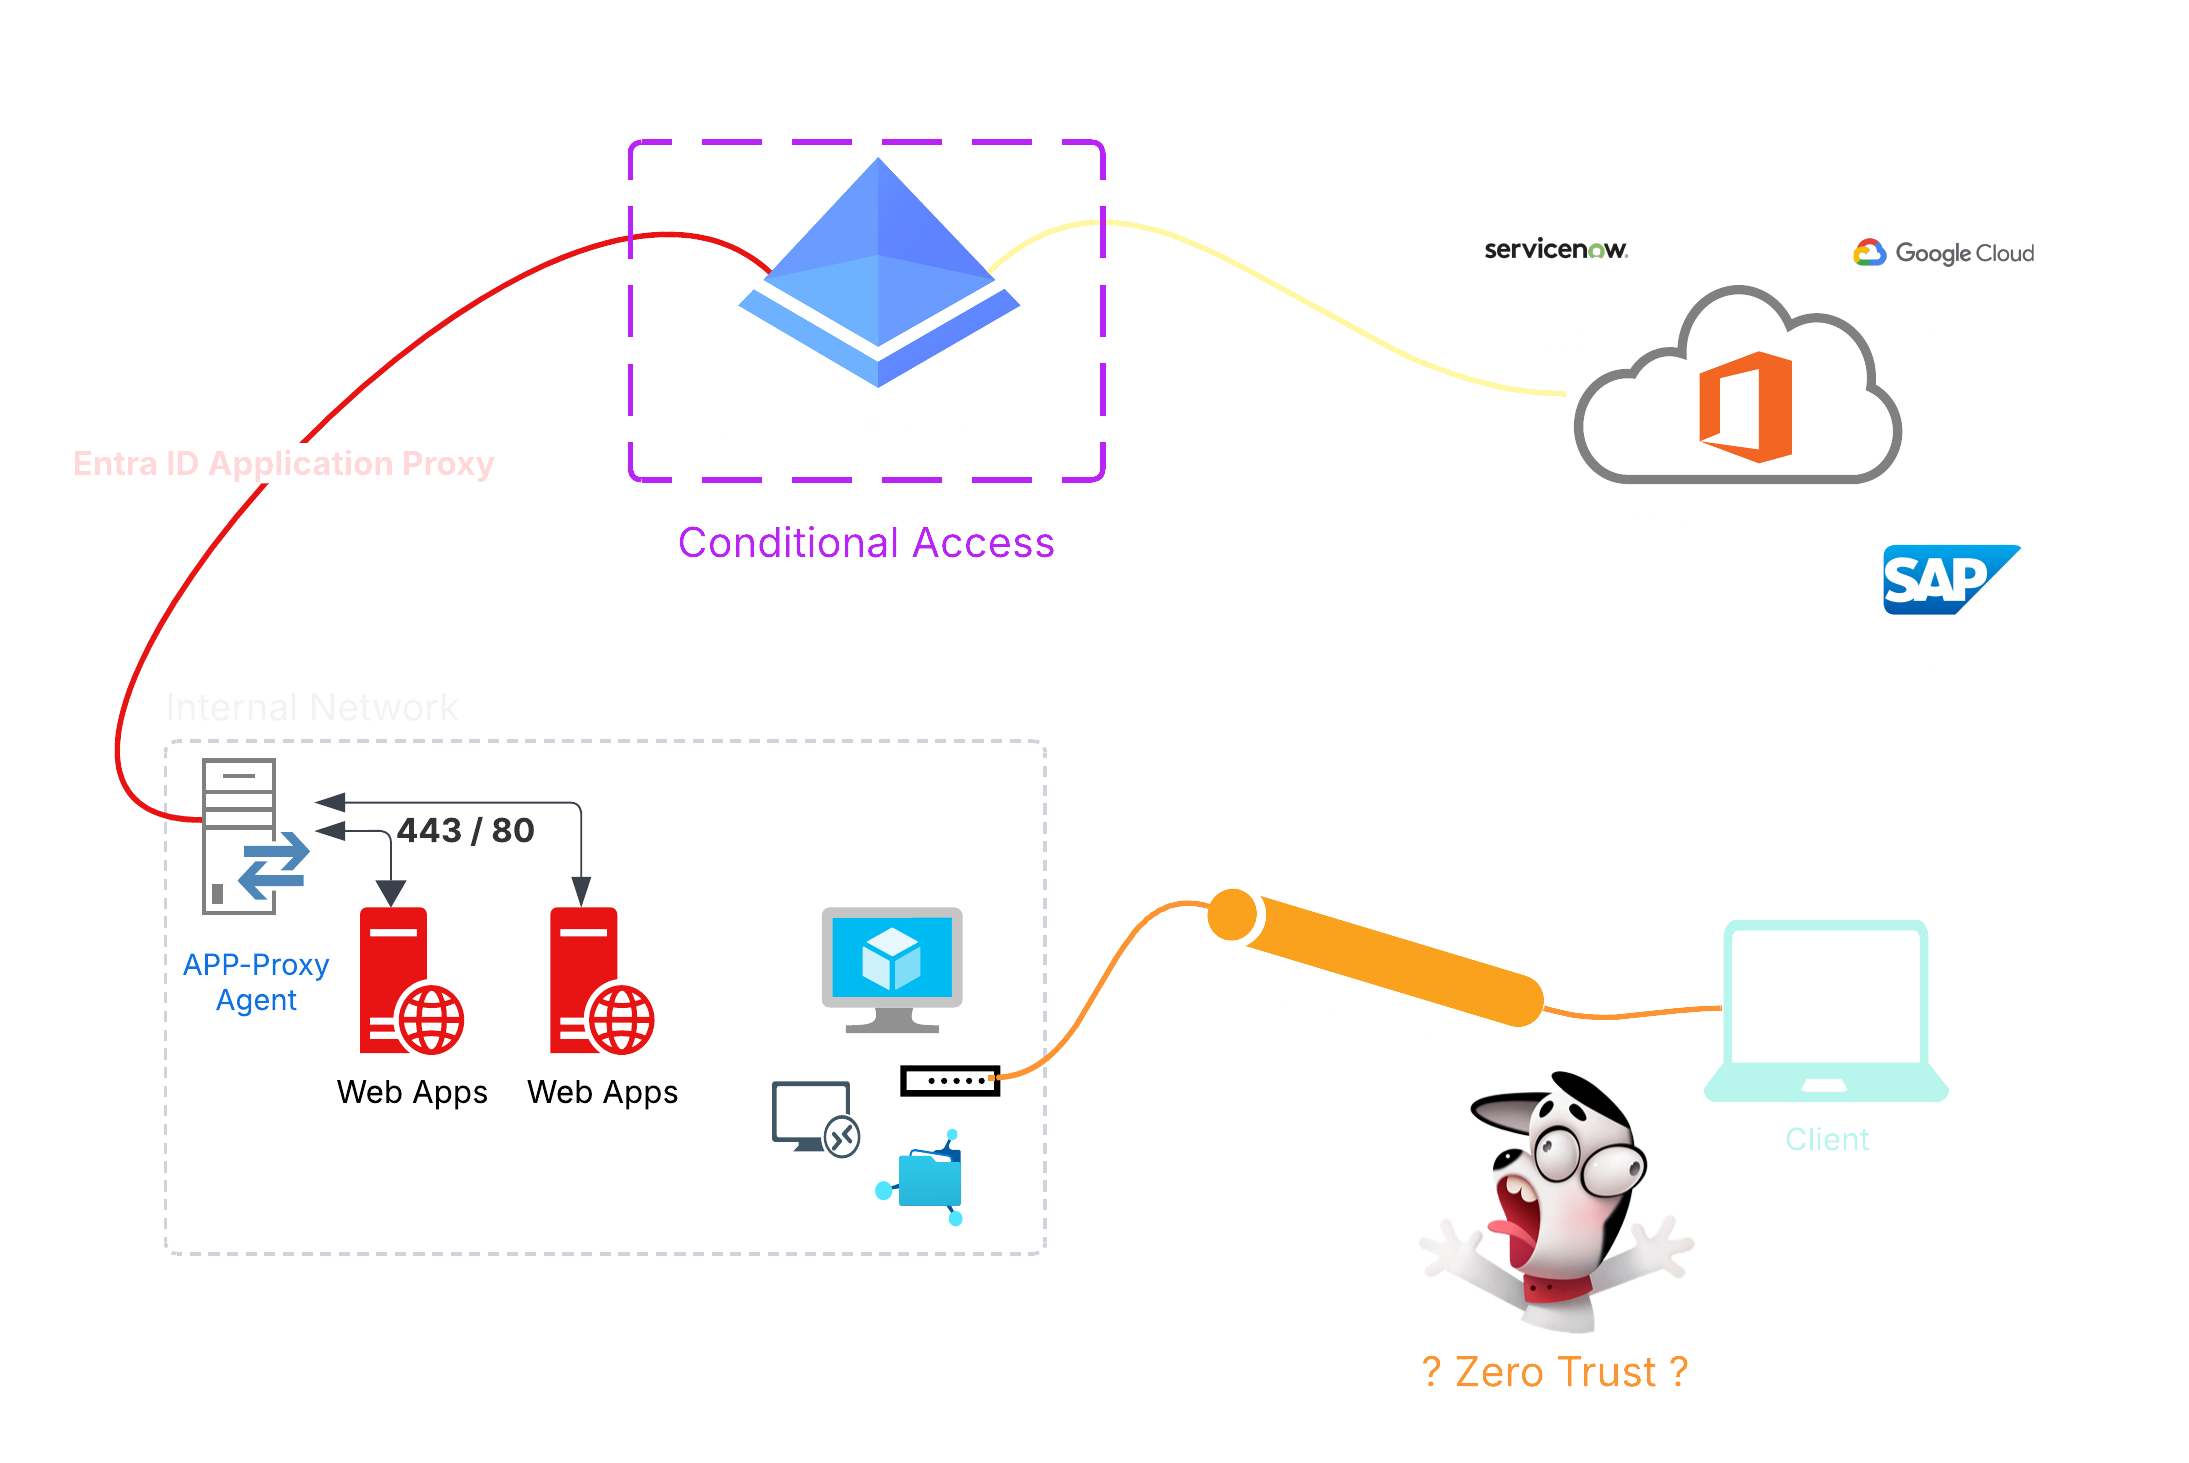 servicenow
Google Cloud
Entra ID Application Proxy
Conditional Access
SAP
Internal Network
443 / 80
APP-Proxy
Agent
Web Apps
Web Apps
Client
? Zero Trust ?